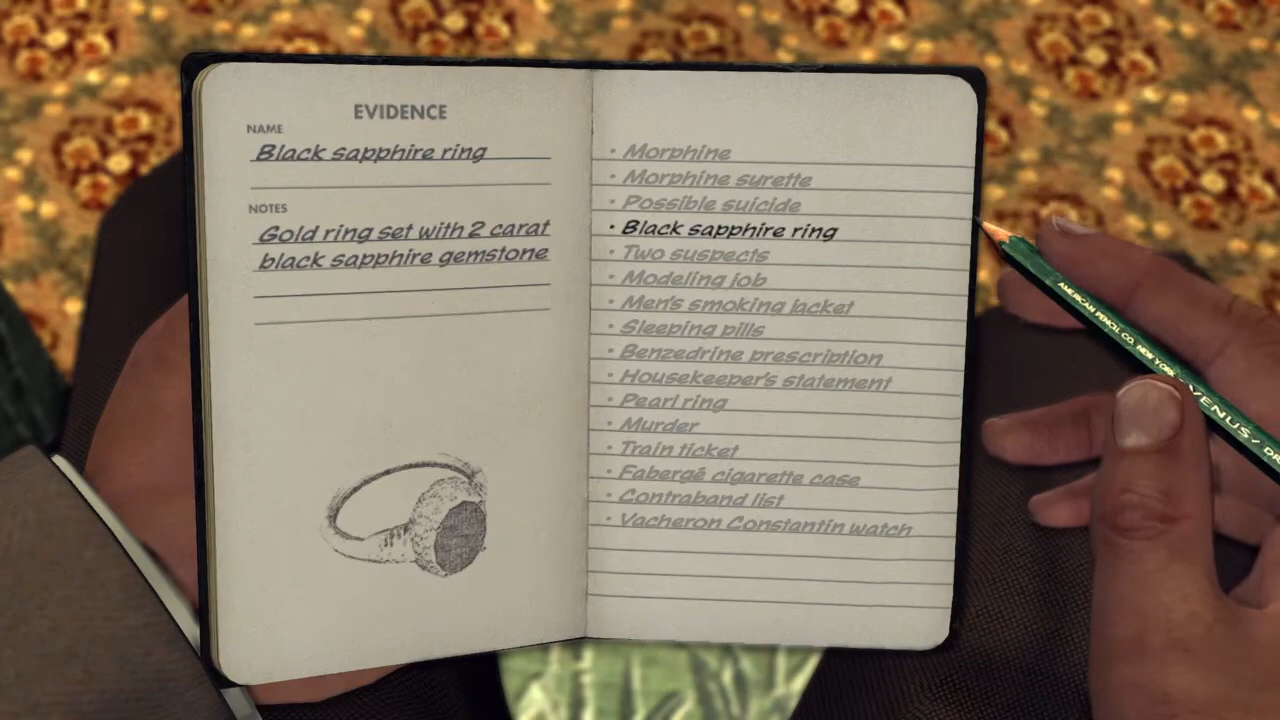 EVIDENCE
NAME
Black sapphire ring
NOTES
Gold ring set with 2 carat
black sapphire gemstone
• Morphine
• Morphine syrette
• Possible suicide
• Black sapphire ring
• Two suspects
• Modeling job
• Men's smoking jacket
• Sleeping pills
• Benzedrine prescription
• Housekeeper's statement
• Pearl ring
• Murder
• Train ticket
• Fabergé cigarette case
• Contraband list
• Vacheron Constantin watch
AMERICAN PENCIL CO. NEW YORK
VENUS / DR